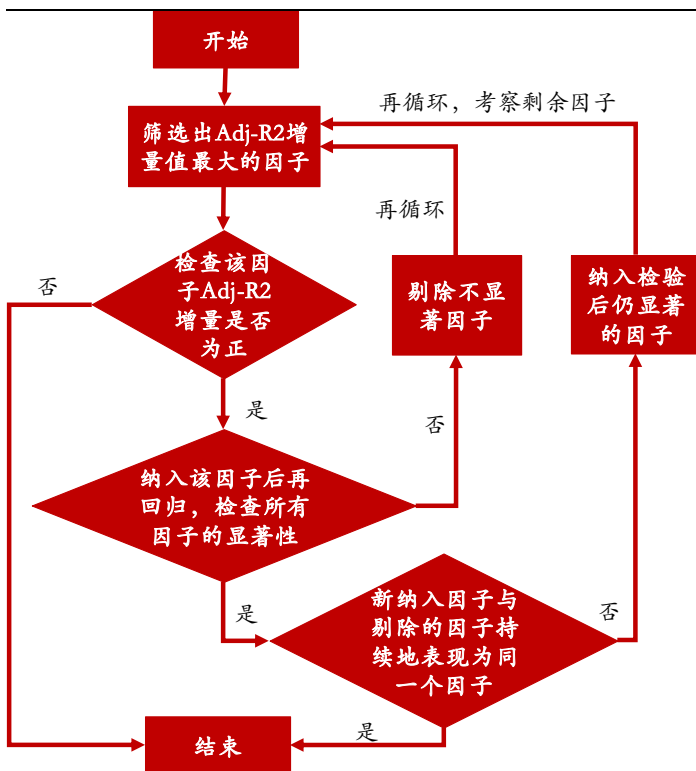 开始
再循环，考察剩余因子
筛选出Adj-R2增
量值最大的因子
再循环
否
检查该因
子Adj-R2
增量是否
为正
剔除不显
著因子
纳入检验
后仍显著
的因子
是
否
纳入该因子后再
回归，检查所有
因子的显著性
是
新纳入因子与
剔除的因子持
续地表现为同
一个因子
否
是
结束